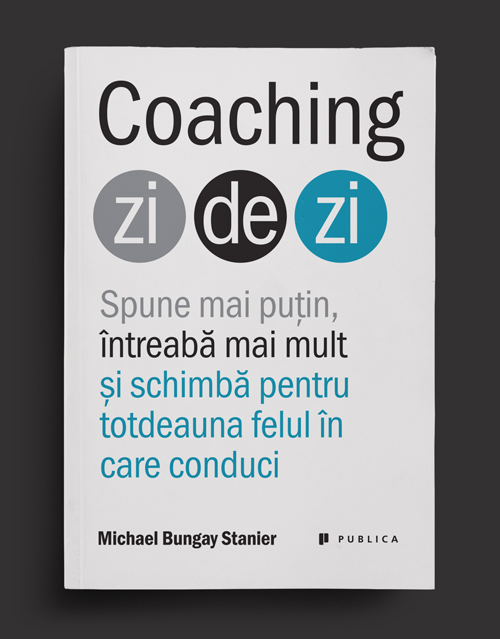 Coaching
zi de zi
Spune mai puțin,
întreabă mai mult
și schimbă pentru
totdeauna felul în
care conduci
Michael Bungay Stanier PUBLICA